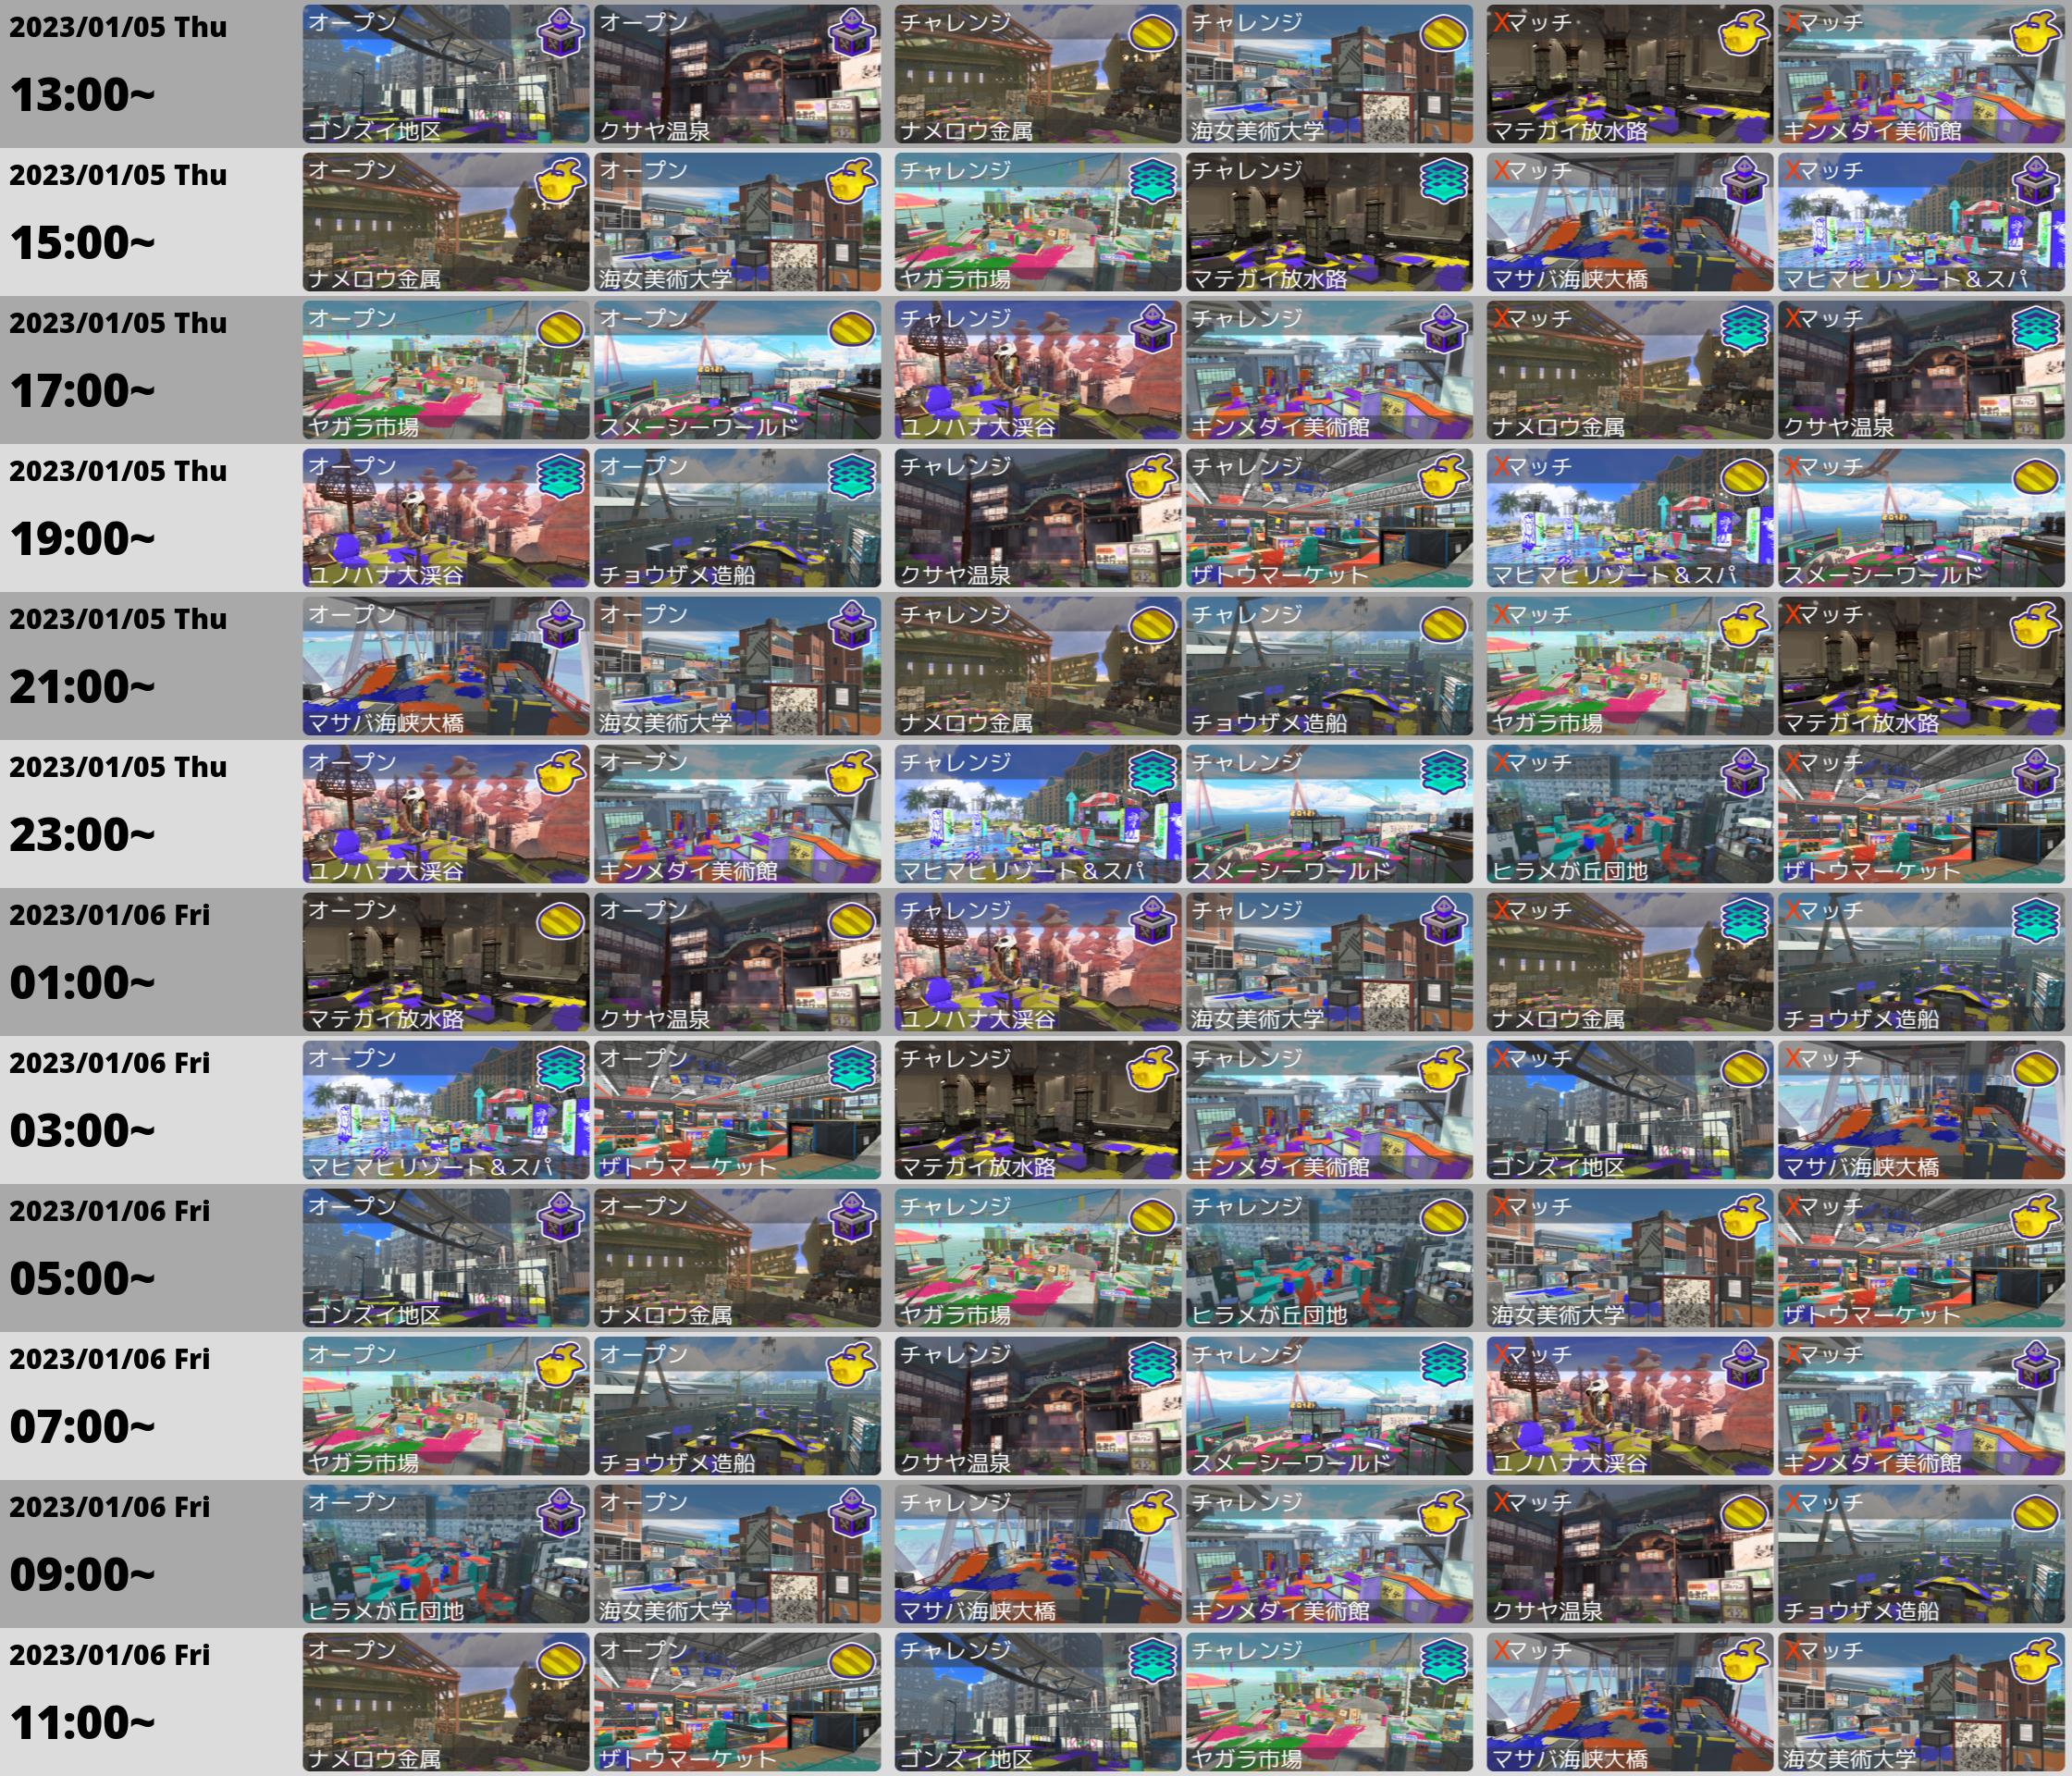 2023/01/05 Thu
13:00~
オープン
ゴンズイ地区
オープン
クサヤ温泉
チャレンジ
ナメロウ金属
チャレンジ
海女美術大学
Xマッチ
マテガイ放水路
Xマッチ
キンメダイ美術館
2023/01/05 Thu
15:00~
オープン
ナメロウ金属
オープン
海女美術大学
チャレンジ
ヤガラ市場
チャレンジ
マテガイ放水路
Xマッチ
マサバ海峡大橋
Xマッチ
マヒマヒリゾート＆スパ
2023/01/05 Thu
17:00~
オープン
ヤガラ市場
オープン
スメーシーワールド
チャレンジ
ユノハナ大渓谷
チャレンジ
キンメダイ美術館
Xマッチ
ナメロウ金属
Xマッチ
クサヤ温泉
2023/01/05 Thu
19:00~
オープン
ユノハナ大渓谷
オープン
チョウザメ造船
チャレンジ
クサヤ温泉
チャレンジ
ザトウマーケット
Xマッチ
マヒマヒリゾート＆スパ
Xマッチ
スメーシーワールド
2023/01/05 Thu
21:00~
オープン
マサバ海峡大橋
オープン
海女美術大学
チャレンジ
ナメロウ金属
チャレンジ
チョウザメ造船
Xマッチ
ヤガラ市場
Xマッチ
マテガイ放水路
2023/01/05 Thu
23:00~
オープン
ユノハナ大渓谷
オープン
キンメダイ美術館
チャレンジ
マヒマヒリゾート＆スパ
チャレンジ
スメーシーワールド
Xマッチ
ヒラメが丘団地
Xマッチ
ザトウマーケット
2023/01/06 Fri
01:00~
オープン
マテガイ放水路
オープン
クサヤ温泉
チャレンジ
ユノハナ大渓谷
チャレンジ
海女美術大学
Xマッチ
ナメロウ金属
Xマッチ
チョウザメ造船
2023/01/06 Fri
03:00~
オープン
マヒマヒリゾート＆スパ
オープン
ザトウマーケット
チャレンジ
マテガイ放水路
チャレンジ
キンメダイ美術館
Xマッチ
ゴンズイ地区
Xマッチ
マサバ海峡大橋
2023/01/06 Fri
05:00~
オープン
ゴンズイ地区
オープン
ナメロウ金属
チャレンジ
ヤガラ市場
チャレンジ
ヒラメが丘団地
Xマッチ
海女美術大学
Xマッチ
ザトウマーケット
2023/01/06 Fri
07:00~
オープン
ヤガラ市場
オープン
チョウザメ造船
チャレンジ
クサヤ温泉
チャレンジ
スメーシーワールド
Xマッチ
ユノハナ大渓谷
Xマッチ
キンメダイ美術館
2023/01/06 Fri
09:00~
オープン
ヒラメが丘団地
オープン
海女美術大学
チャレンジ
マサバ海峡大橋
チャレンジ
キンメダイ美術館
Xマッチ
クサヤ温泉
Xマッチ
チョウザメ造船
2023/01/06 Fri
11:00~
オープン
ナメロウ金属
オープン
ザトウマーケット
チャレンジ
ゴンズイ地区
チャレンジ
ヤガラ市場
Xマッチ
マサバ海峡大橋
Xマッチ
海女美術大学